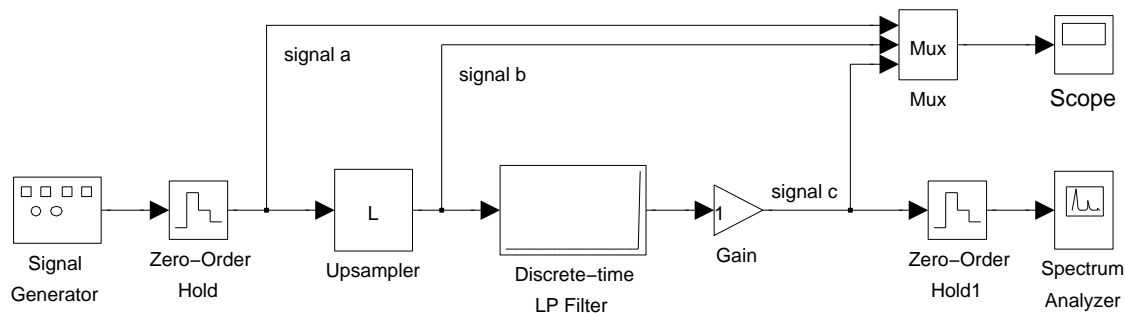 signal a
signal b
Mux
Mux
Scope
L
signal c
1
Signal
Generator
Zero−Order
Hold
Upsampler
Discrete−time
LP Filter
Gain
Zero−Order
Hold1
Spectrum
Analyzer